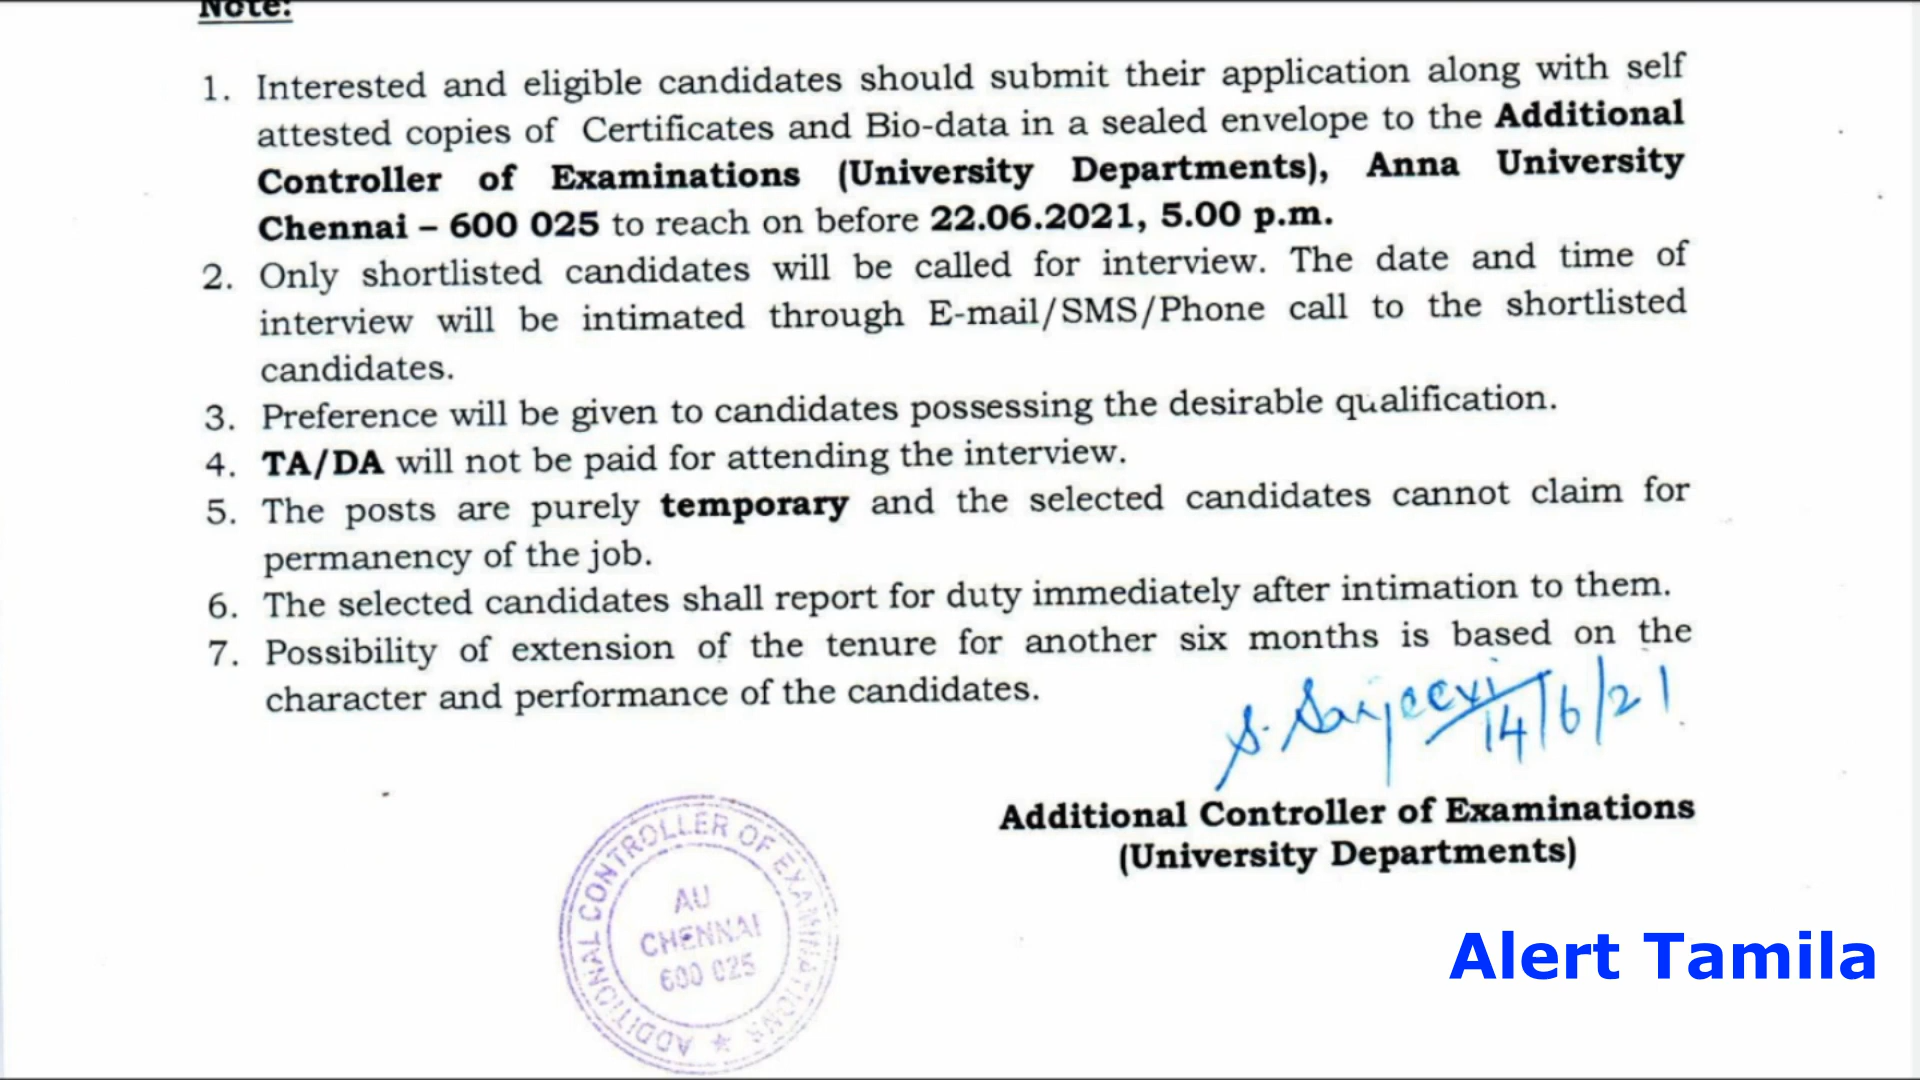 Note:
1. Interested and eligible candidates should submit their application along with self
attested copies of Certificates and Bio-data in a sealed envelope to the Additional
Controller of Examinations (University Departments), Anna University
Chennai – 600 025 to reach on before 22.06.2021, 5.00 p.m.
2. Only shortlisted candidates will be called for interview. The date and time of
interview will be intimated through E-mail/SMS/Phone call to the shortlisted
candidates.
3. Preference will be given to candidates possessing the desirable qualification.
4. TA/DA will not be paid for attending the interview.
5. The posts are purely temporary and the selected candidates cannot claim for
permanency of the job.
6. The selected candidates shall report for duty immediately after intimation to them.
7. Possibility of extension of the tenure for another six months is based on the
character and performance of the candidates.
S. 14/6/21
Additional Controller of Examinations
(University Departments)
ADDITIONAL CONTROLLER OF EXAMINATIONS
AU
CHENNAI
600 025
Alert Tamila